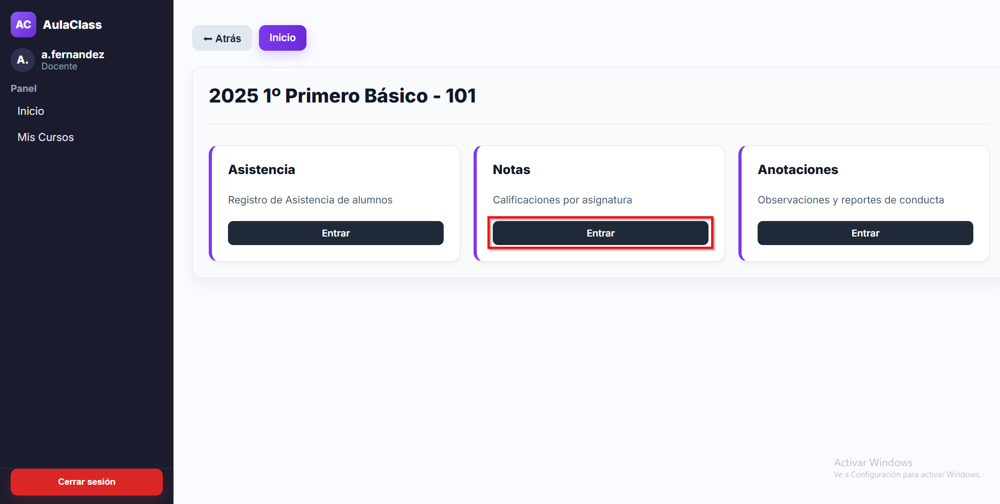 AC AulaClass
A. a.fernandez
Docente
Panel
Inicio
Mis Cursos
Cerrar sesión
← Atrás
Inicio
2025 1º Primero Básico - 101
Asistencia
Registro de Asistencia de alumnos
Entrar
Notas
Calificaciones por asignatura
Entrar
Anotaciones
Observaciones y reportes de conducta
Entrar
Activar Windows
Ve a Configuración para activar Windows.